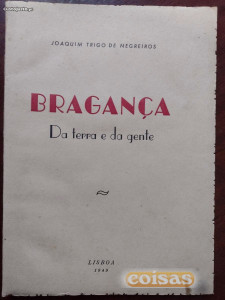 JOAQUIM TRIGO DE NEGREIROS
BRAGANÇA
Da terra e da gente
LISBOA
coisas